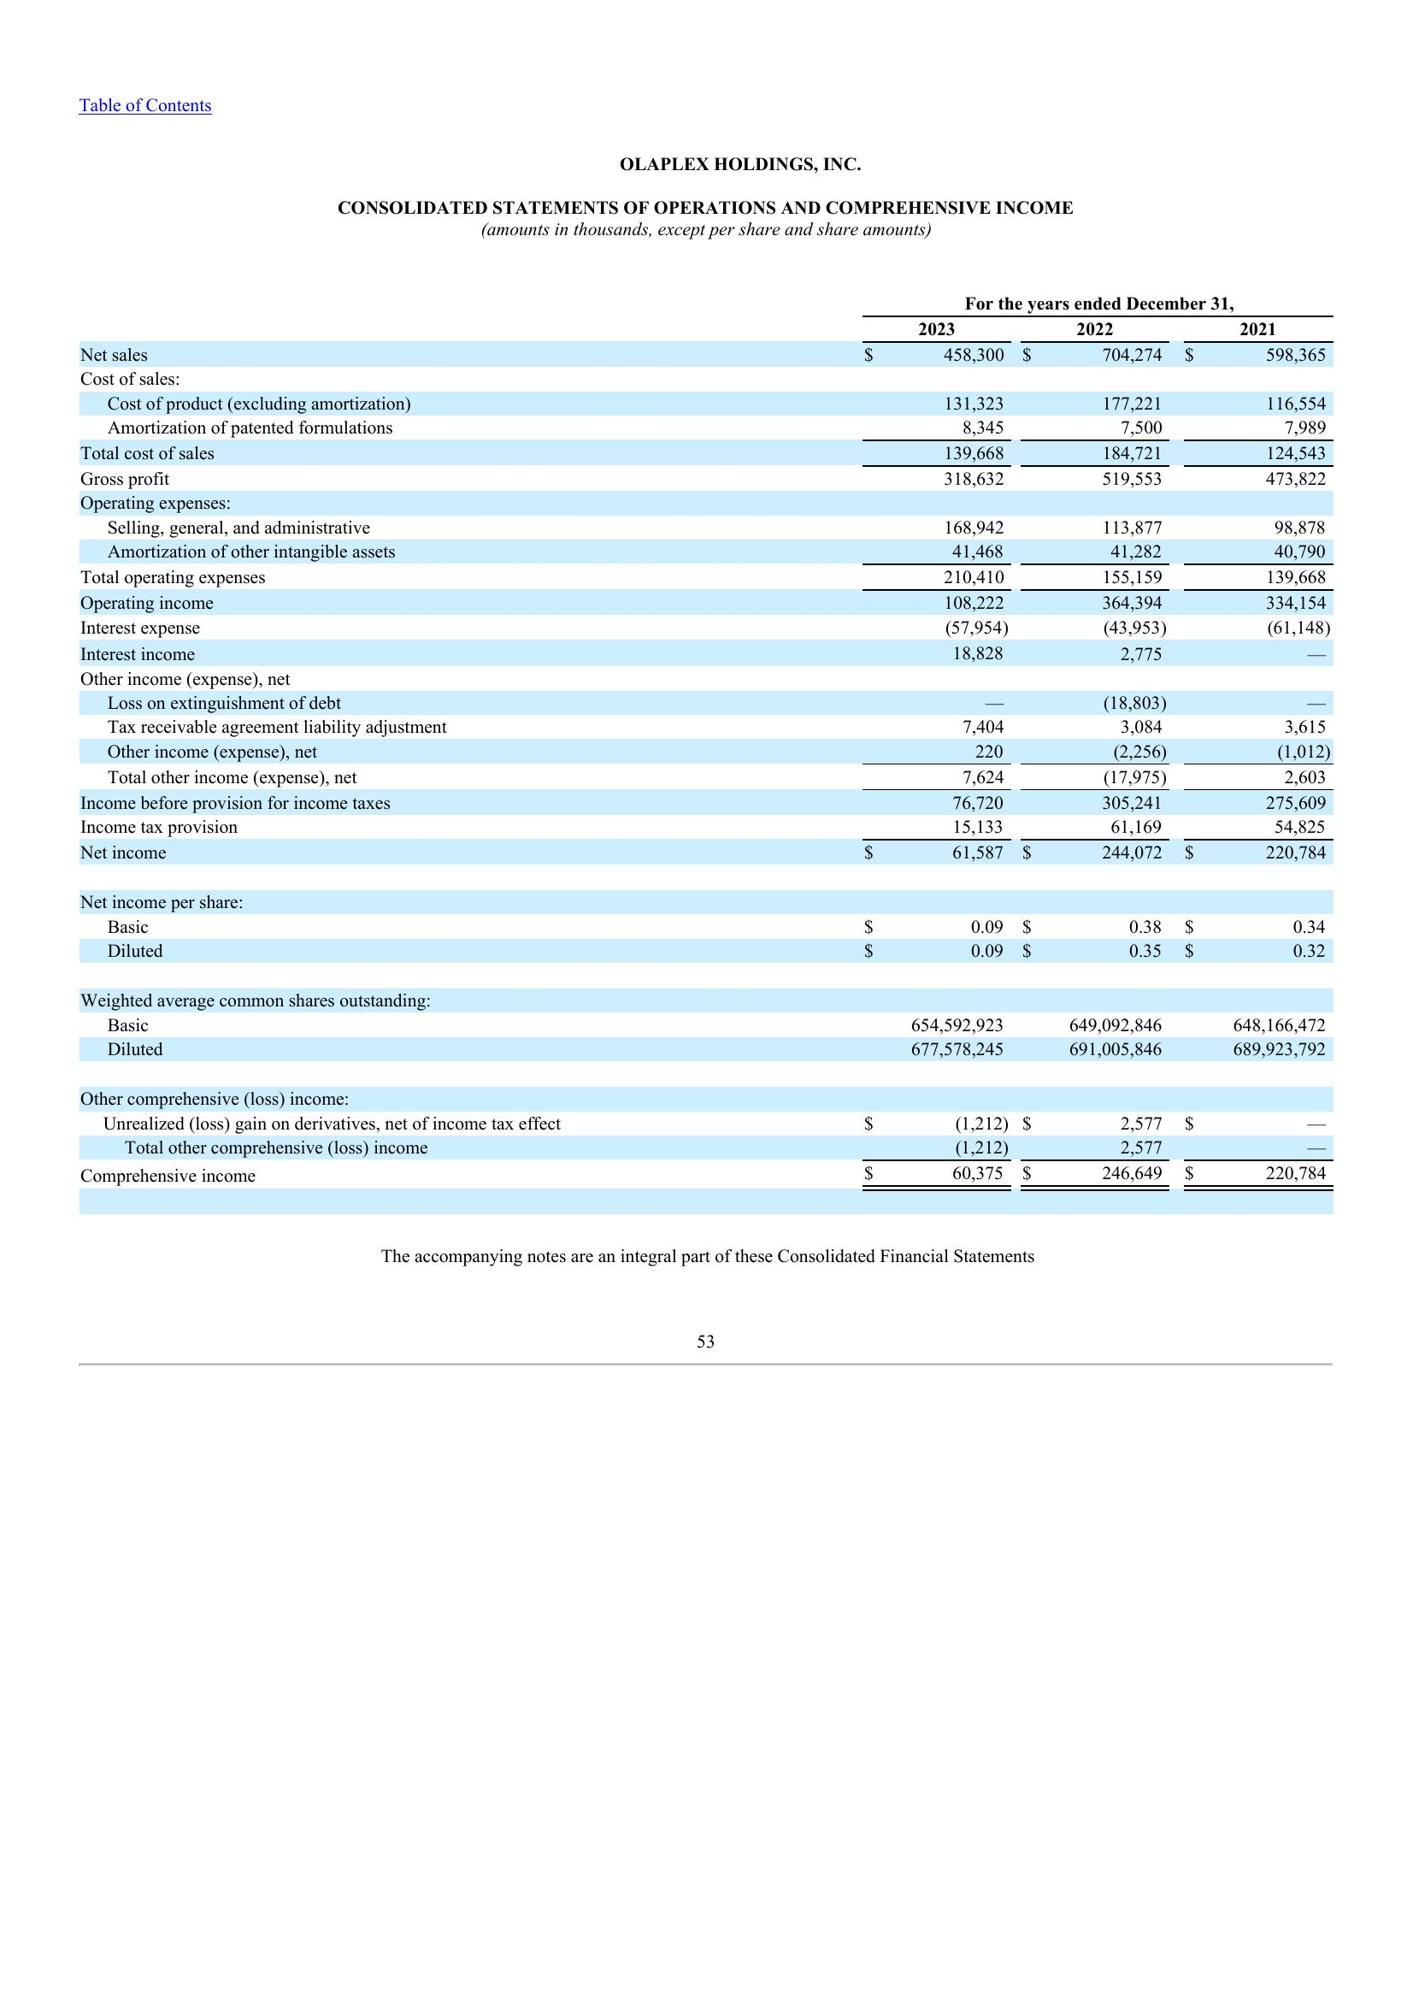 Table of Contents
OLAPLEX HOLDINGS, INC.
CONSOLIDATED STATEMENTS OF OPERATIONS AND COMPREHENSIVE INCOME
(amounts in thousands, except per share and share amounts)
For the years ended December 31,
2023 2022 2021
Net sales $ 458,300 $ 704,274 $ 598,365
Cost of sales:
Cost of product (excluding amortization) 131,323 177,221 116,554
Amortization of patented formulations 8,345 7,500 7,989
Total cost of sales 139,668 184,721 124,543
Gross profit 318,632 519,553 473,822
Operating expenses:
Selling, general, and administrative 168,942 113,877 98,878
Amortization of other intangible assets 41,468 41,282 40,790
Total operating expenses 210,410 155,159 139,668
Operating income 108,222 364,394 334,154
Interest expense (57,954) (43,953) (61,148)
Interest income 18,828 2,775 —
Other income (expense), net
Loss on extinguishment of debt — (18,803) —
Tax receivable agreement liability adjustment 7,404 3,084 3,615
Other income (expense), net 220 (2,256) (1,012)
Total other income (expense), net 7,624 (17,975) 2,603
Income before provision for income taxes 76,720 305,241 275,609
Income tax provision 15,133 61,169 54,825
Net income $ 61,587 $ 244,072 $ 220,784
Net income per share:
Basic $ 0.09 $ 0.38 $ 0.34
Diluted $ 0.09 $ 0.35 $ 0.32
Weighted average common shares outstanding:
Basic 654,592,923 649,092,846 648,166,472
Diluted 677,578,245 691,005,846 689,923,792
Other comprehensive (loss) income:
Unrealized (loss) gain on derivatives, net of income tax effect $ (1,212) $ 2,577 $ —
Total other comprehensive (loss) income (1,212) 2,577 —
Comprehensive income $ 60,375 $ 246,649 $ 220,784
The accompanying notes are an integral part of these Consolidated Financial Statements
53